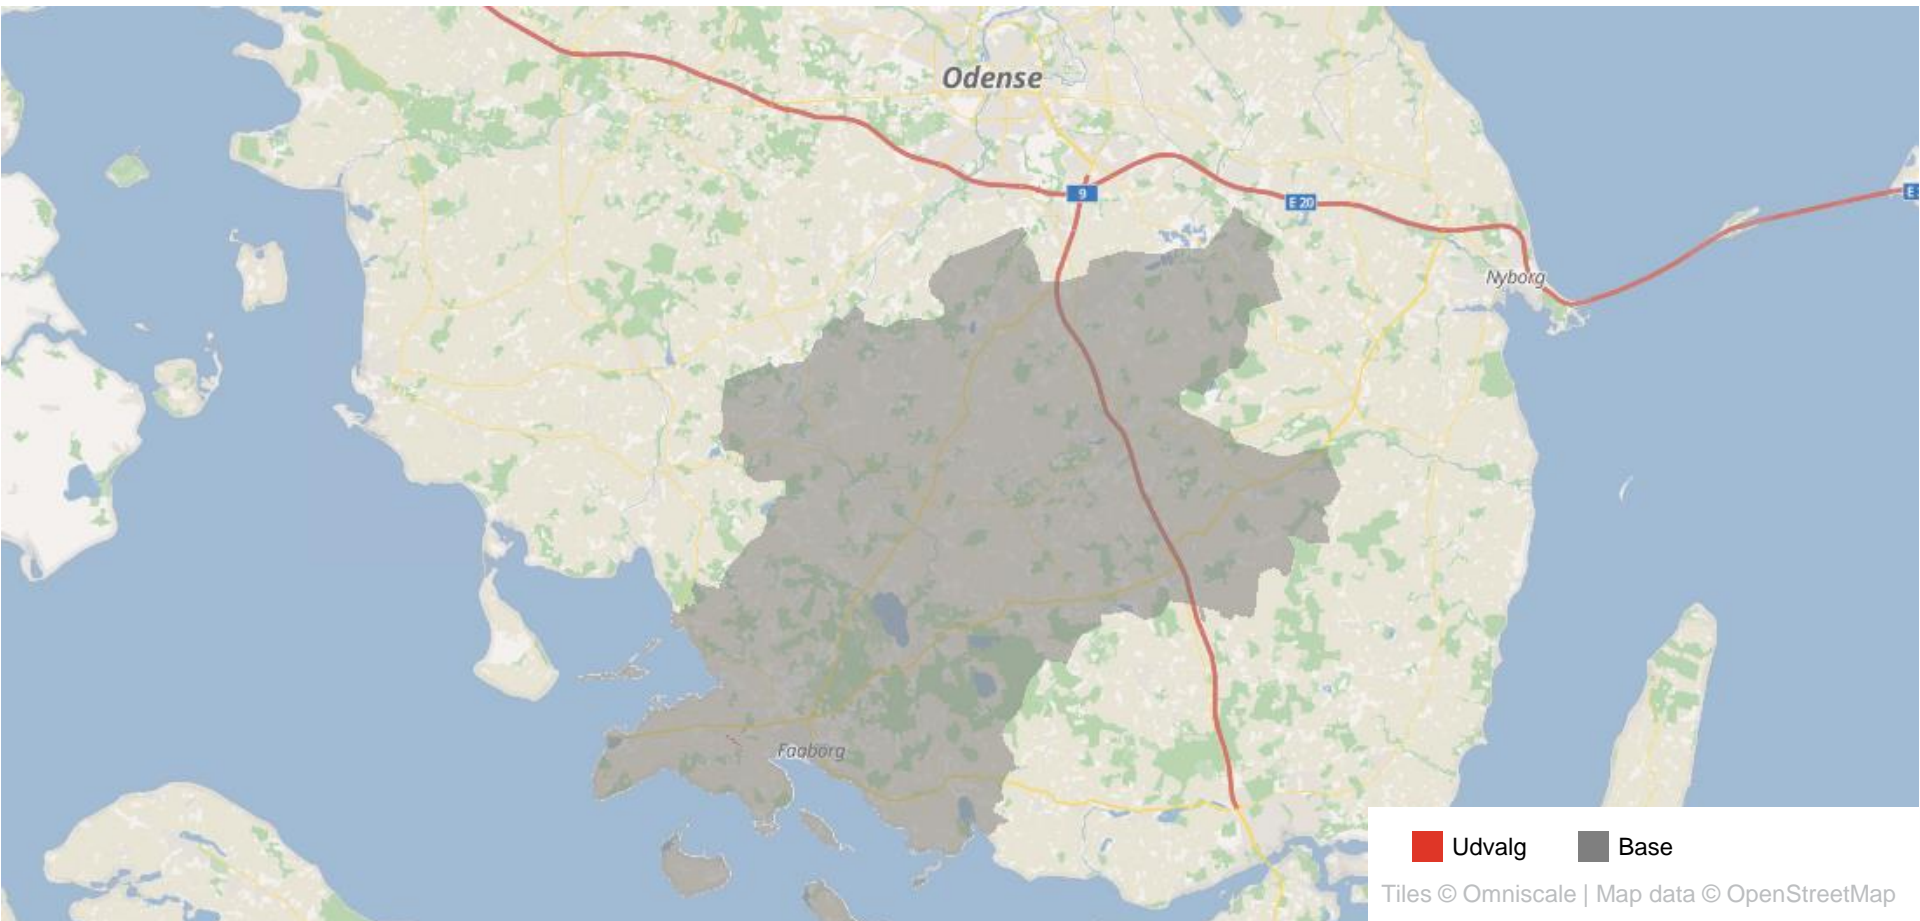 Odense
9
E 20
E
Nyborg
Faaborg
Udvalg
Base
Tiles © Omniscale | Map data © OpenStreetMap